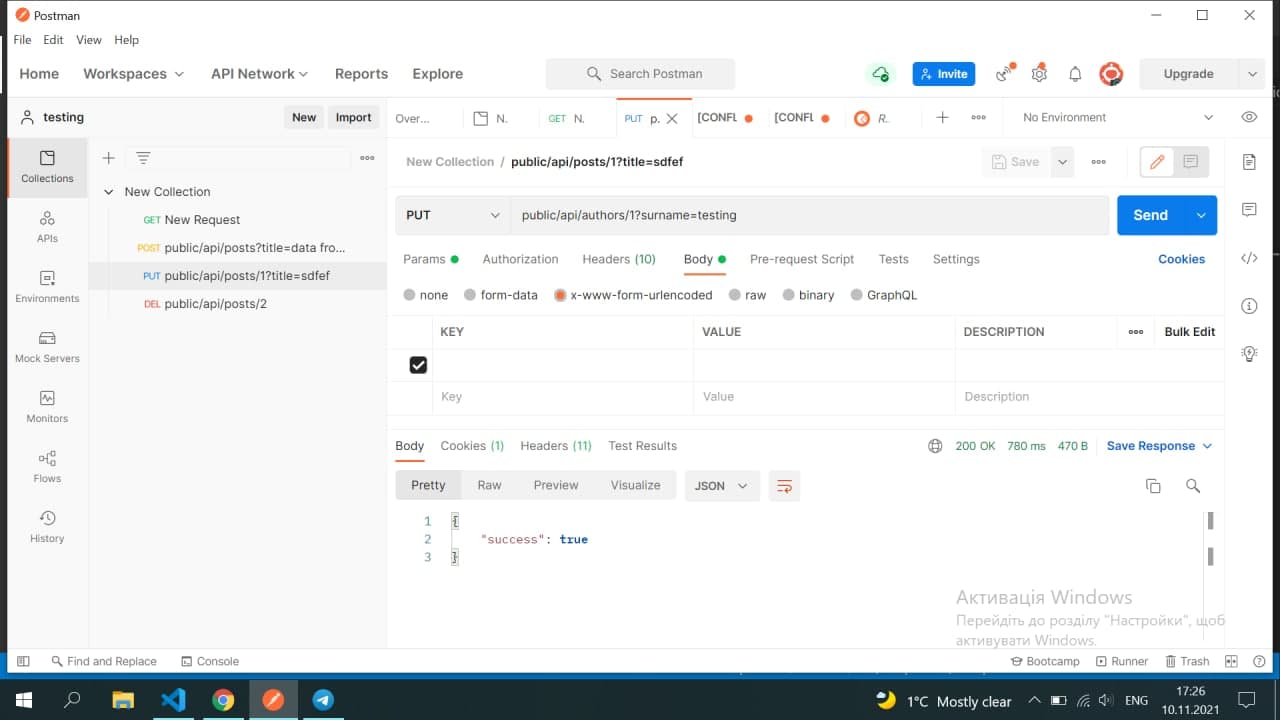 Postman
File Edit View Help
Home Workspaces API Network Reports Explore Search Postman Invite Upgrade
testing New Import Over... N. GET N. PUT p. [CONFL [CONFL R. No Environment
New Collection / public/api/posts/1?title=sdfef Save
Collections
APIs
Environments
Mock Servers
Monitors
Flows
History
New Collection
GET New Request
POST public/api/posts?title=data fro...
PUT public/api/posts/1?title=sdfef
DEL public/api/posts/2
PUT public/api/authors/1?surname=testing Send
Params Authorization Headers (10) Body Pre-request Script Tests Settings Cookies
none form-data x-www-form-urlencoded raw binary GraphQL
KEY VALUE DESCRIPTION Bulk Edit
Key Value Description
Body Cookies (1) Headers (11) Test Results 200 OK 780 ms 470 B Save Response
Pretty Raw Preview Visualize JSON
1 {
2 "success": true
3 }
Активація Windows
Перейдіть до розділу "Настройки", щоб
активувати Windows.
Find and Replace Console Bootcamp Runner Trash
1°C Mostly clear ENG 17:26
10.11.2021